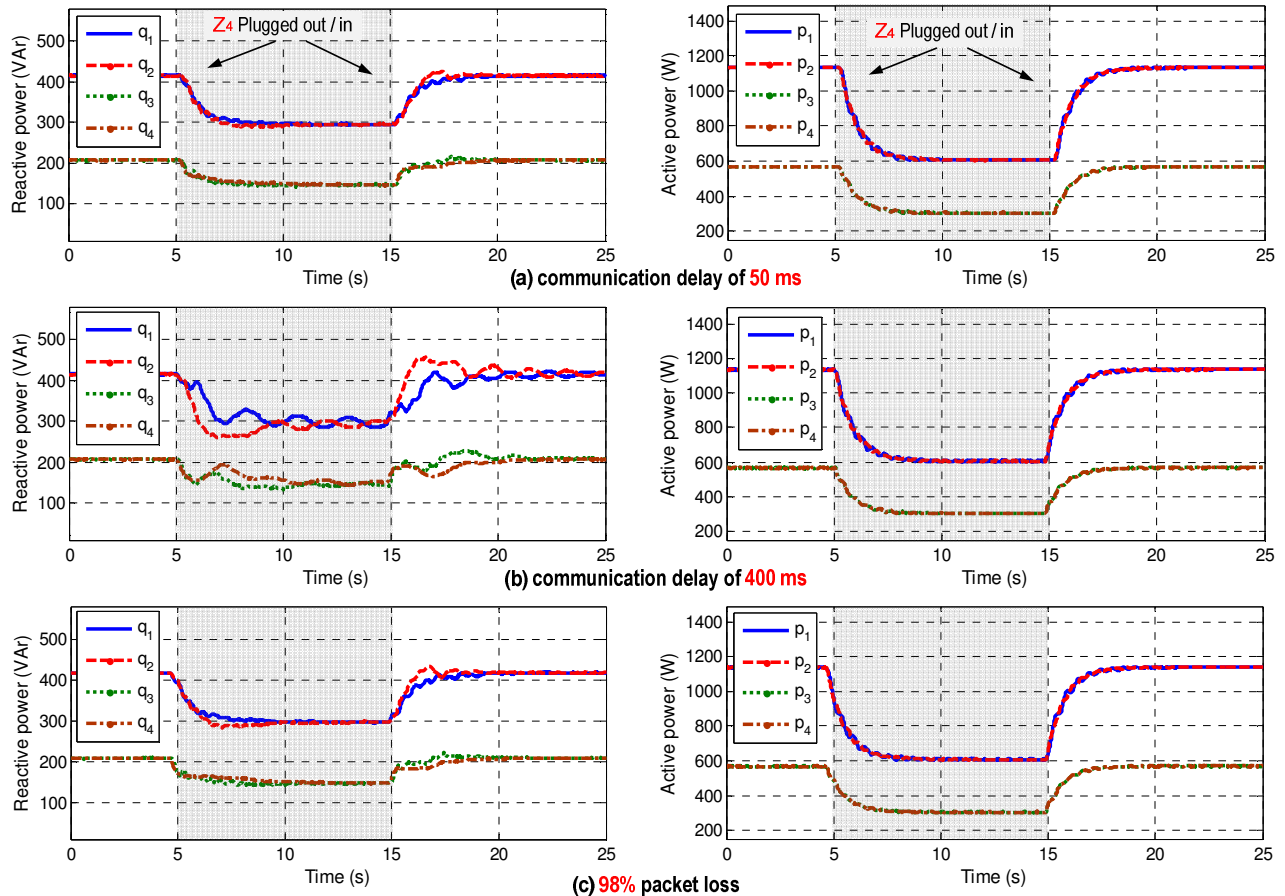 Reactive power (VAr)
500
400
300
200
100
q1
q2
q3
q4
Z4 Plugged out / in
0 5 10 15 20 25
Time (s)
Active power (W)
1400
1200
1000
800
600
400
200
p1
p2
p3
p4
Z4 Plugged out / in
0 5 10 15 20 25
Time (s)
(a) communication delay of 50 ms
Reactive power (VAr)
500
400
300
200
100
q1
q2
q3
q4
0 5 10 15 20 25
Time (s)
Active power (W)
1400
1200
1000
800
600
400
200
p1
p2
p3
p4
0 5 10 15 20 25
Time (s)
(b) communication delay of 400 ms
Reactive power (VAr)
500
400
300
200
100
q1
q2
q3
q4
0 5 10 15 20 25
Time (s)
Active power (W)
1400
1200
1000
800
600
400
200
p1
p2
p3
p4
0 5 10 15 20 25
Time (s)
(c) 98% packet loss